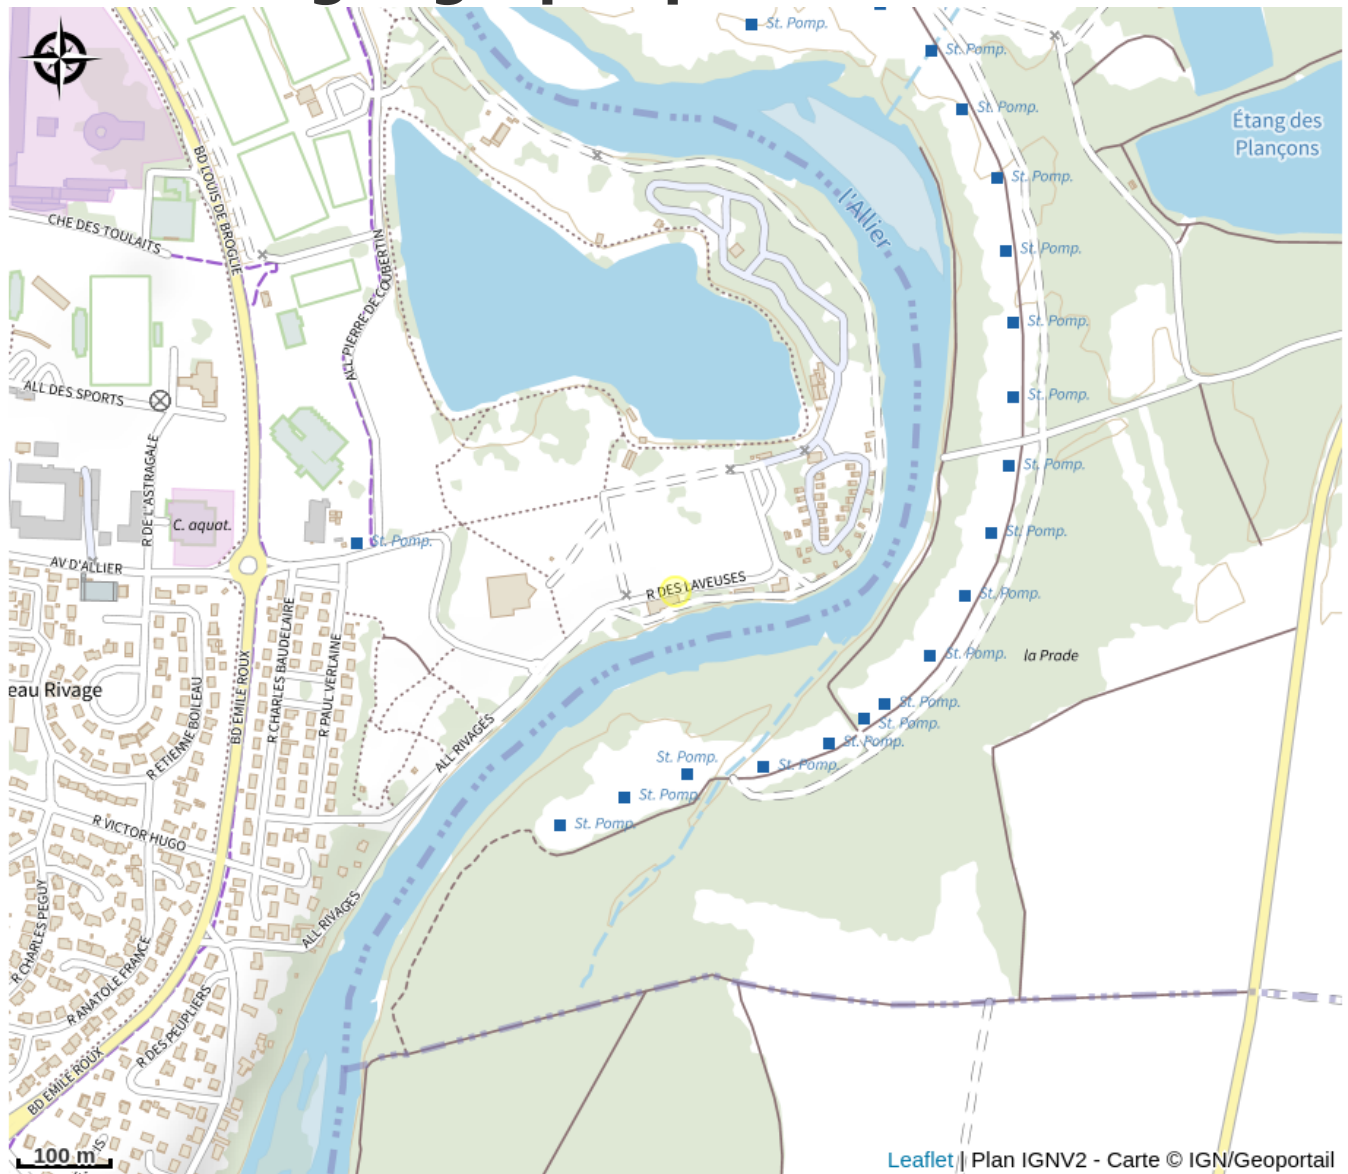 St. Pomp.
St. Pomp.
St. Pomp.
Étang des
Plançons
BD LOUIS DE BROGLIE
St. Pomp.
l'Allier
CHE DES TOULAITS
ALL PIERRE DE COUBERTIN
St. Pomp.
St. Pomp.
ALL DES SPORTS
St. Pomp.
R DE L'ASTRAGALE
St. Pomp.
C. aquat.
St. Pomp.
St. Pomp.
AV D'ALLIER
R DES LAVEUSES
St. Pomp.
R CHARLES BAUDELAIRE
R PAUL VERLAINE
St. Pomp.
la Prade
eau Rivage
BD EMILE ROUX
R ETIENNE BOILEAU
St. Pomp.
St. Pomp.
ALL RIVAGES
St. Pomp.
St. Pomp.
St. Pomp.
St. Pomp.
St. Pomp.
R VICTOR HUGO
R CHARLES PEGUY
ALL RIVAGES
R ANATOLE FRANCE
R DES PEUPLIERS
BD EMILE ROUX
100 m
Leaflet | Plan IGNV2 - Carte © IGN/Geoportail